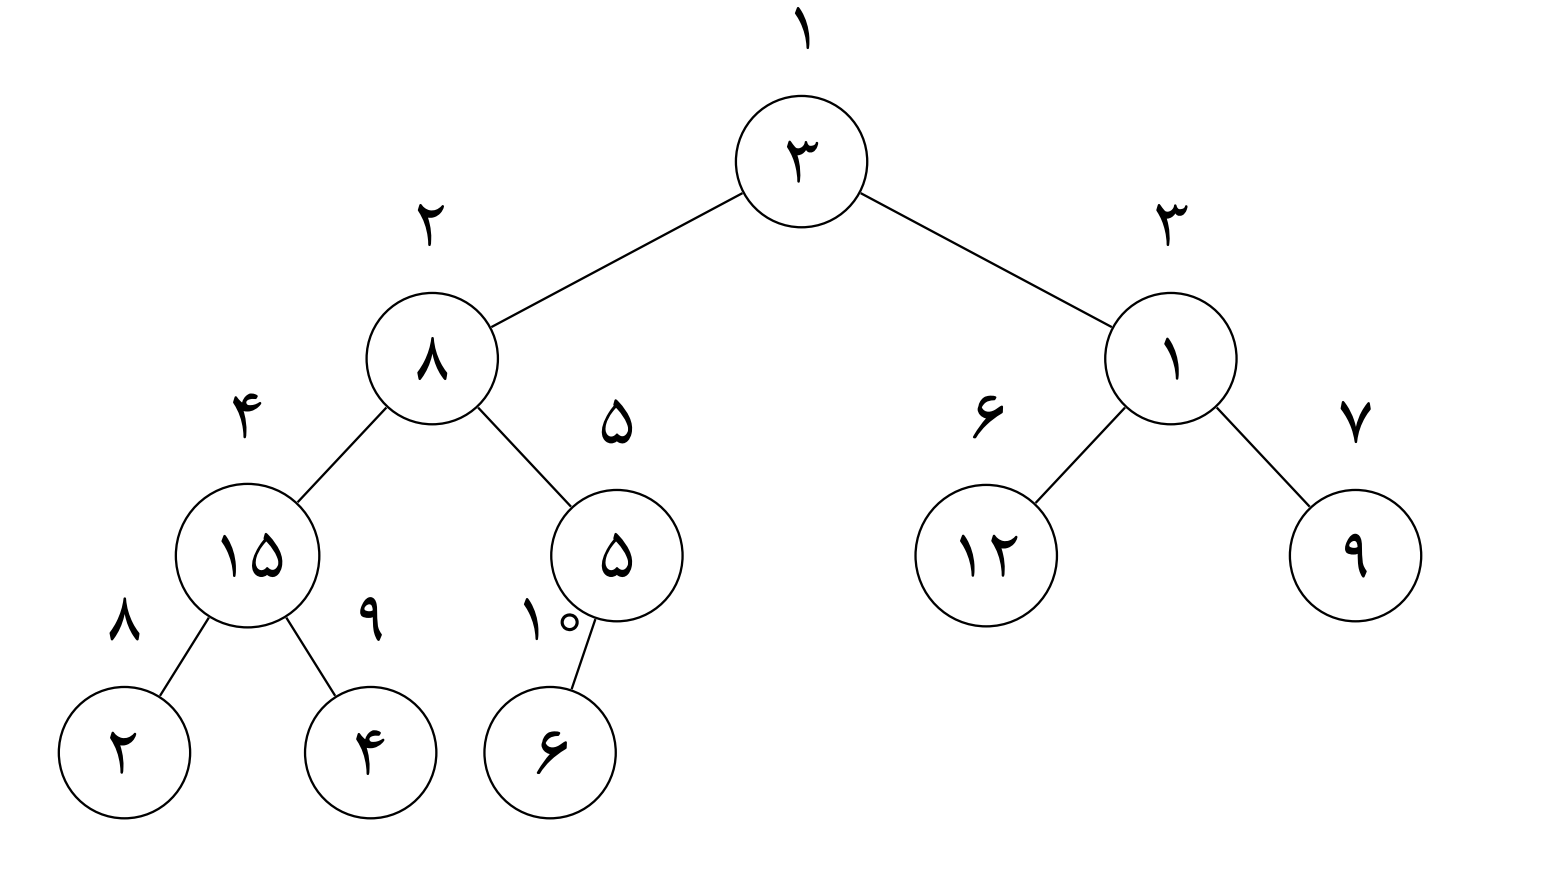 ۱
۳
۲ ۳
۸ ۱
۴ ۵ ۶ ۷
۱۵ ۵ ۱۲ ۹
۸ ۹ ۱۰
۲ ۴ ۶